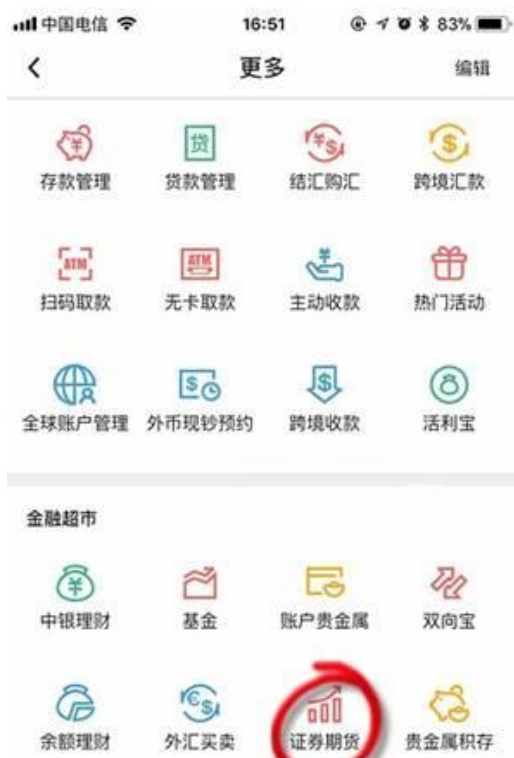 中国电信 16:51 83%
更多 编辑
存款管理 贷款管理 结汇购汇 跨境汇款
扫码取款 无卡取款 主动收款 热门活动
全球账户管理 外币现钞预约 跨境收款 活利宝
金融超市
中银理财 基金 账户贵金属 双向宝
余额理财 外汇买卖 证券期货 贵金属积存